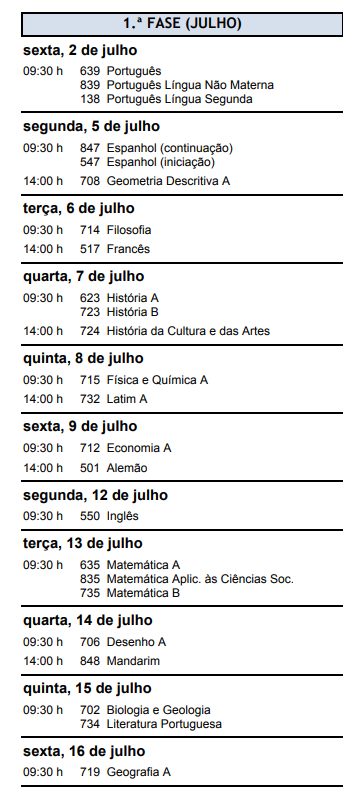 1.ª FASE (JULHO)
sexta, 2 de julho
09:30 h 639 Português
839 Português Língua Não Materna
138 Português Língua Segunda
segunda, 5 de julho
09:30 h 847 Espanhol (continuação)
547 Espanhol (iniciação)
14:00 h 708 Geometria Descritiva A
terça, 6 de julho
09:30 h 714 Filosofia
14:00 h 517 Francês
quarta, 7 de julho
09:30 h 623 História A
723 História B
14:00 h 724 História da Cultura e das Artes
quinta, 8 de julho
09:30 h 715 Física e Química A
14:00 h 732 Latim A
sexta, 9 de julho
09:30 h 712 Economia A
14:00 h 501 Alemão
segunda, 12 de julho
09:30 h 550 Inglês
terça, 13 de julho
09:30 h 635 Matemática A
835 Matemática Aplic. às Ciências Soc.
735 Matemática B
quarta, 14 de julho
09:30 h 706 Desenho A
14:00 h 848 Mandarim
quinta, 15 de julho
09:30 h 702 Biologia e Geologia
734 Literatura Portuguesa
sexta, 16 de julho
09:30 h 719 Geografia A